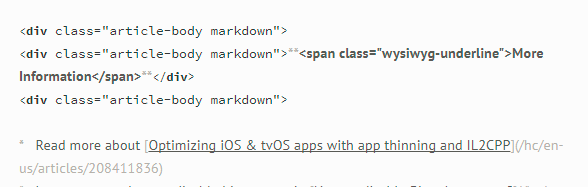 <div class="article-body markdown">
<div class="article-body markdown">**<span class="wysiwyg-underline">More
Information</span>**</div>
<div class="article-body markdown">
* Read more about [Optimizing iOS & tvOS apps with app thinning and IL2CPP](/hc/en-
us/articles/208411836)